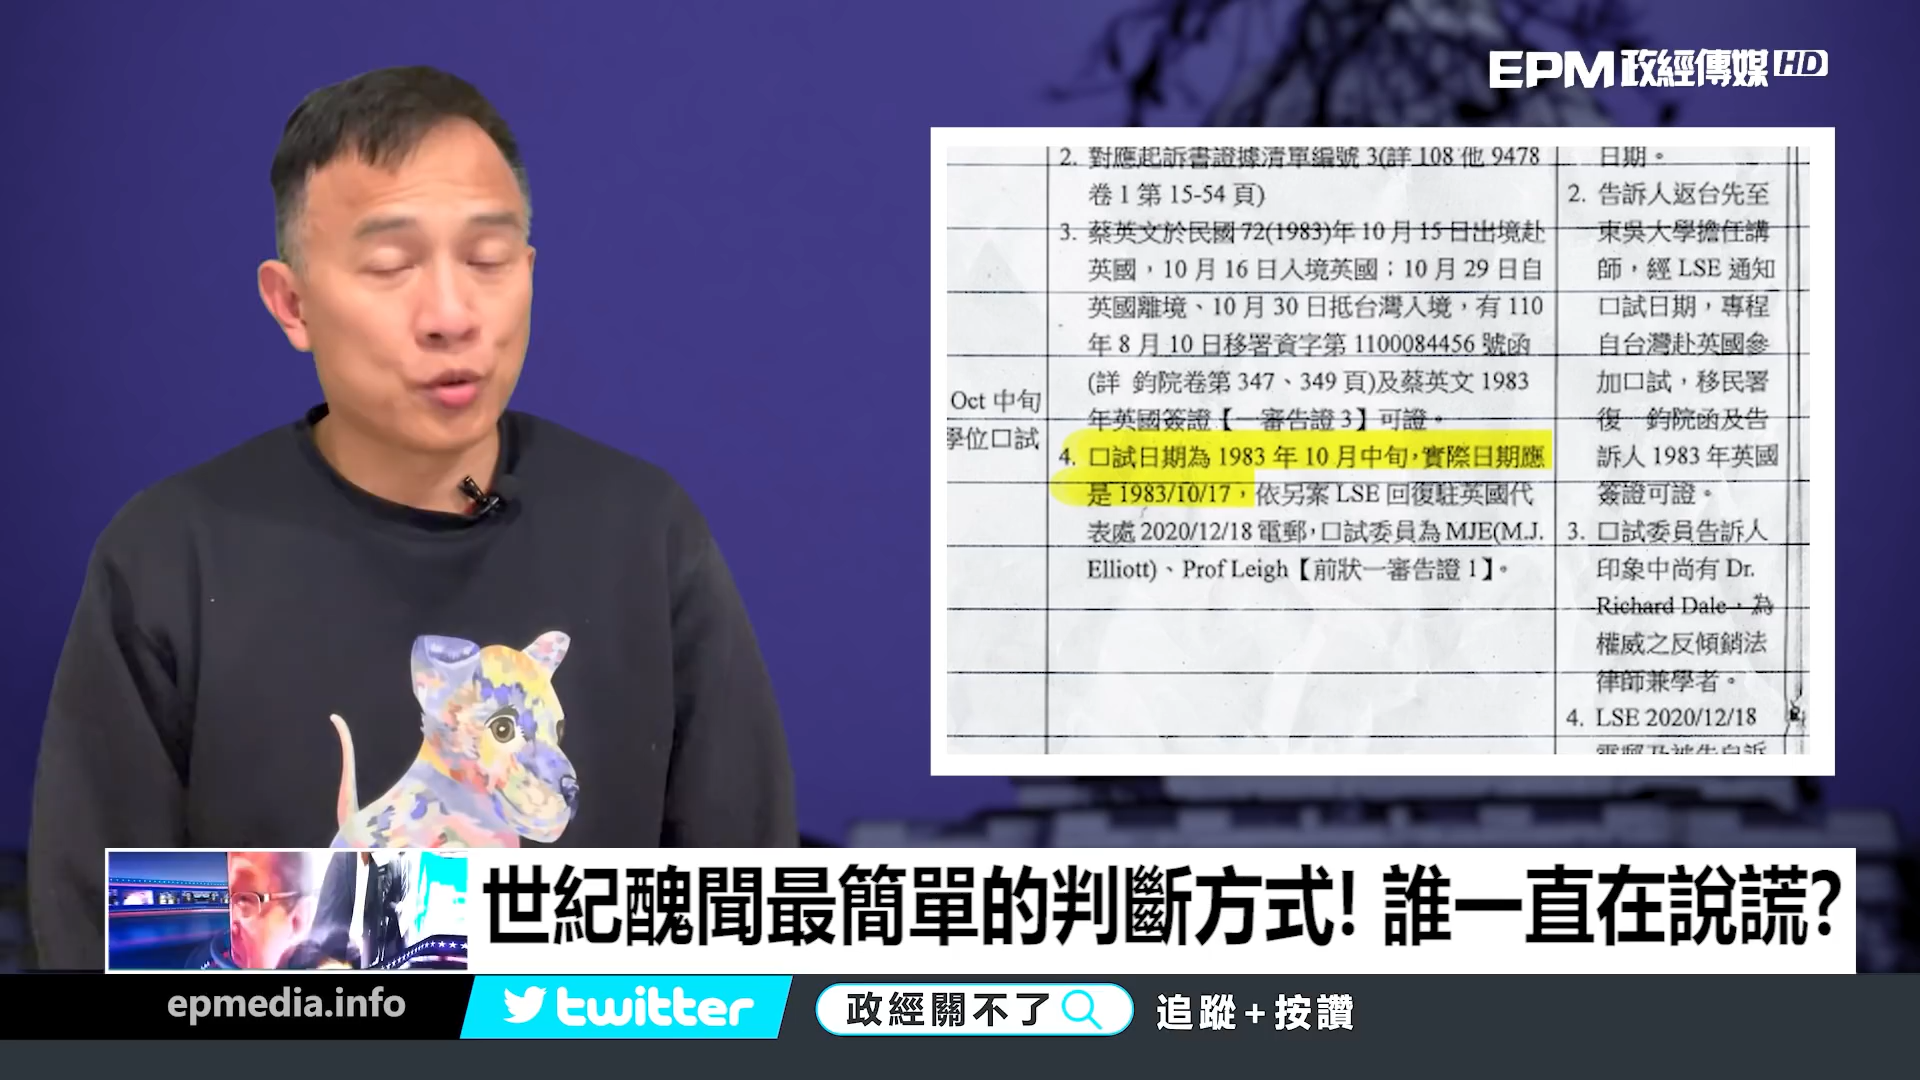 EPM政經傳媒HD
2. 對應起訴書證據清單編號 3(詳 108 他 9478
卷 1 第 15-54 頁)
3. 蔡英文於民國 72(1983)年 10 月 15 日出境赴
英國，10 月 16 日入境英國；10 月 29 日自
英國離境、10 月 30 日抵台灣入境，有 110
年 8 月 10 日移署資字第 1100084456 號函
(詳 鈞院卷第 347、349 頁)及蔡英文 1983
年英國簽證【一審告證 3】可證。
Oct 中旬
學位口試
4. 口試日期為 1983 年 10 月中旬，實際日期應
是 1983/10/17，依另案 LSE 回復駐英國代
表處 2020/12/18 電郵，口試委員為 MJE(M.J.
Elliott)、Prof Leigh【前狀一審告證 1】。
日期。
2. 告訴人返台先至
東吳大學擔任講
師，經 LSE 通知
口試日期，專程
自台灣赴英國參
加口試，移民署
復 鈞院函及告
訴人 1983 年英國
簽證可證。
3. 口試委員告訴人
印象中尚有 Dr.
Richard Dale，為
權威之反傾銷法
律師兼學者。
4. LSE 2020/12/18
電郵及被告自訴
世紀醜聞最簡單的判斷方式! 誰一直在說謊?
epmedia.info
twitter
政經關不了
追蹤+按讚